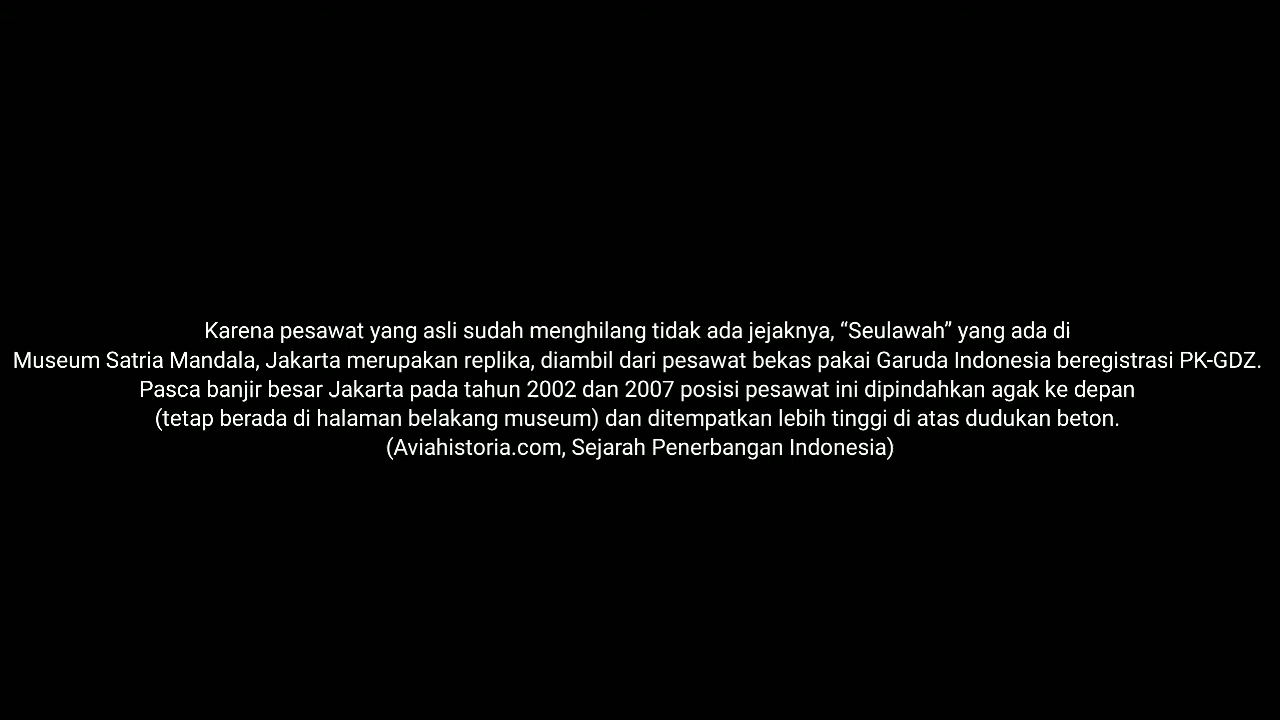 Karena pesawat yang asli sudah menghilang tidak ada jejaknya, “Seulawah” yang ada di
Museum Satria Mandala, Jakarta merupakan replika, diambil dari pesawat bekas pakai Garuda Indonesia beregistrasi PK-GDZ.
Pasca banjir besar Jakarta pada tahun 2002 dan 2007 posisi pesawat ini dipindahkan agak ke depan
(tetap berada di halaman belakang museum) dan ditempatkan lebih tinggi di atas dudukan beton.
(Aviahistoria.com, Sejarah Penerbangan Indonesia)